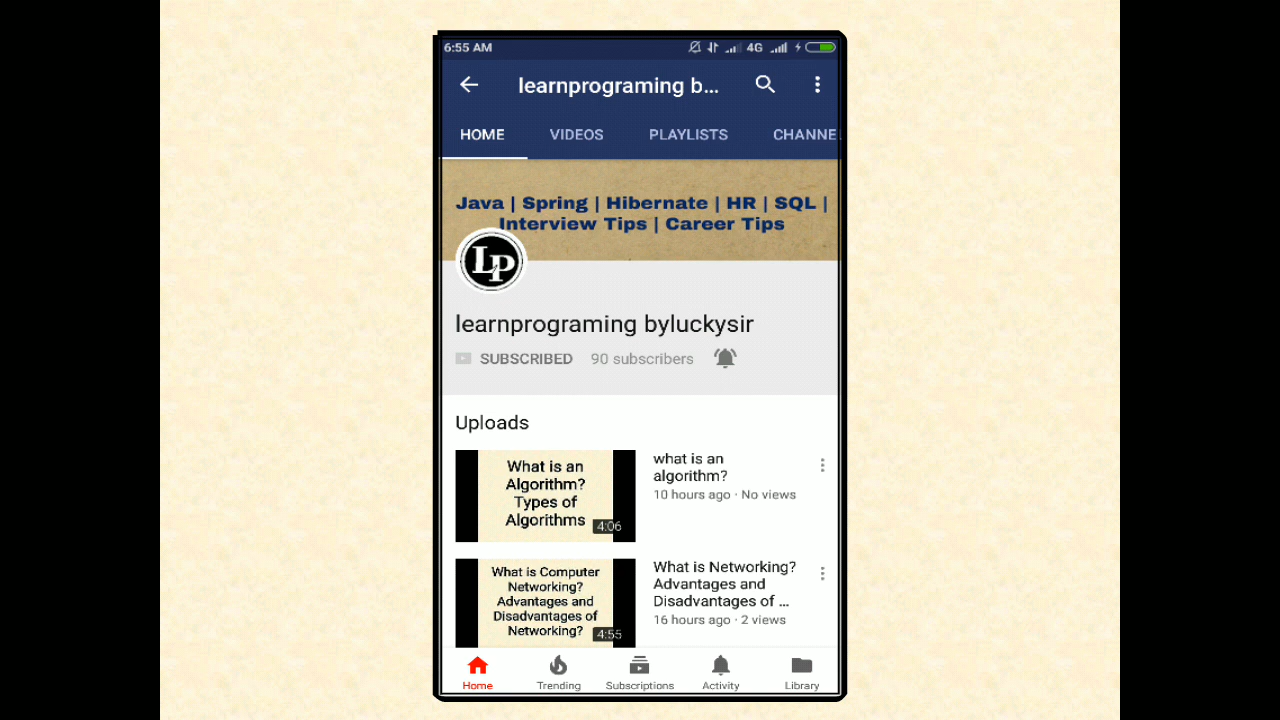 6:55 AM 4G
learnprograming b...
HOME VIDEOS PLAYLISTS CHANNE
Java | Spring | Hibernate | HR | SQL |
Interview Tips | Career Tips
LP
learnprograming byluckysir
SUBSCRIBED 90 subscribers
Uploads
What is an
Algorithm?
Types of
Algorithms
4:06
what is an
algorithm?
10 hours ago · No views
What is Computer
Networking?
Advantages and
Disadvantages of
Networking?
4:55
What is Networking?
Advantages and
Disadvantages of ...
16 hours ago · 2 views
Home Trending Subscriptions Activity Library